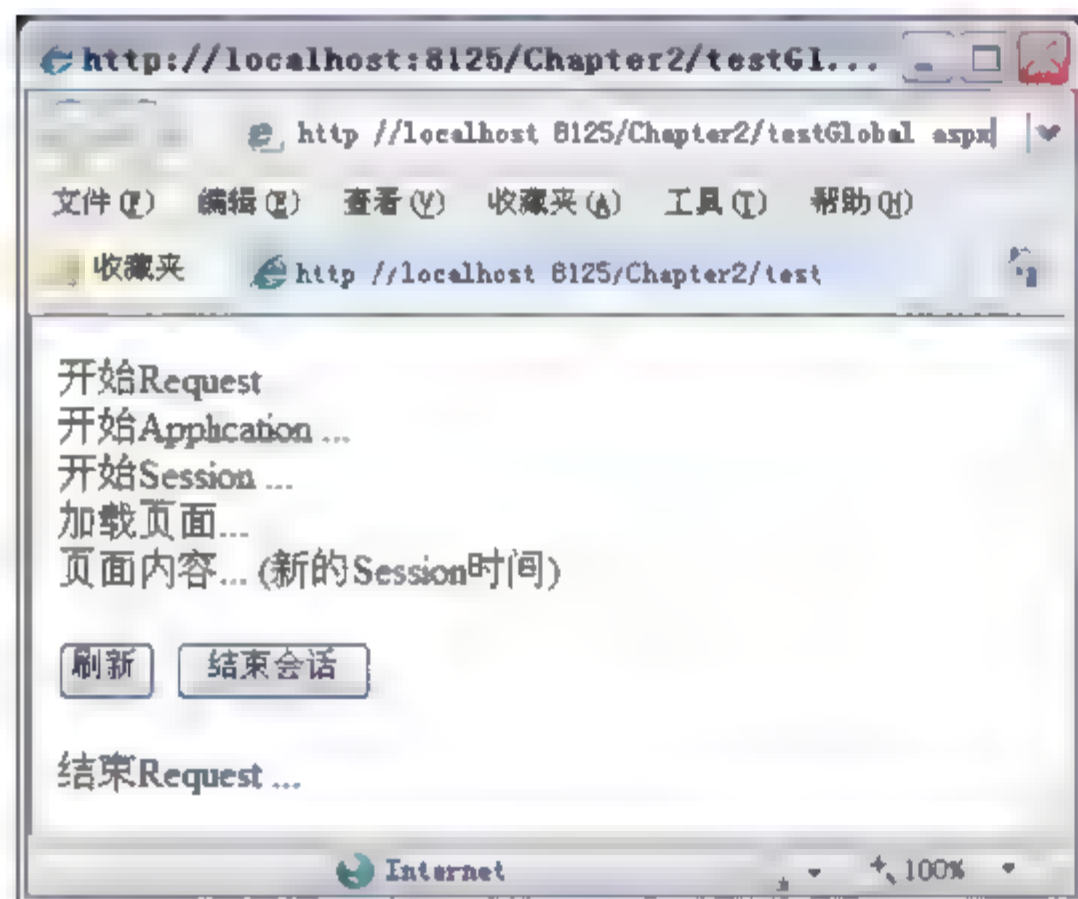 http://localhost:8125/Chapter2/testGl...
http //localhost 8125/Chapter2/testGlobal aspx
文件(F) 编辑(E) 查看(V) 收藏夹(A) 工具(T) 帮助(H)
收藏夹 http //localhost 8125/Chapter2/test
开始Request
开始Application ...
开始Session ...
加载页面...
页面内容... (新的Session时间)
刷新 结束会话
结束Request ...
Internet 100%